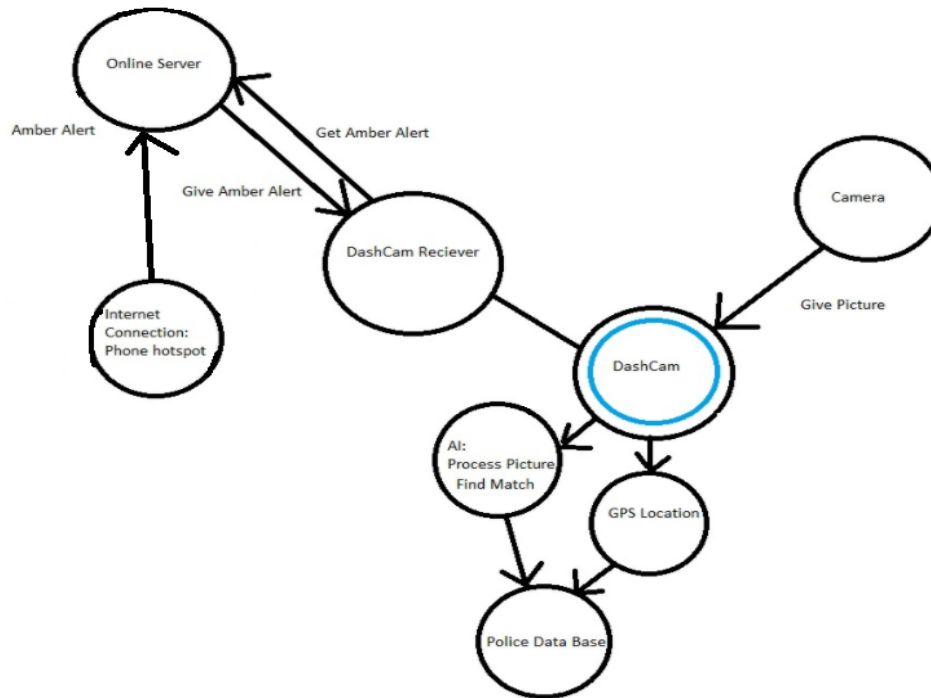 Online Server
Amber Alert
Get Amber Alert
Give Amber Alert
Camera
DashCam Reciever
Internet
Connection:
Phone hotspot
Give Picture
DashCam
AI:
Process Picture,
Find Match
GPS Location
Police Data Base